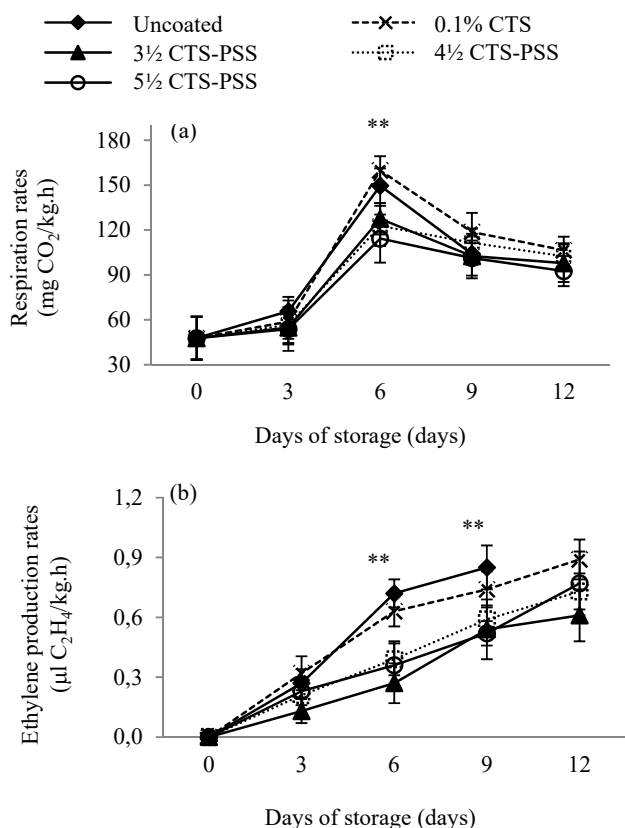 Uncoated
0.1% CTS
3½ CTS-PSS
4½ CTS-PSS
5½ CTS-PSS
(a)
**
180
150
120
90
60
30
Respiration rates
(mg CO₂/kg.h)
0 3 6 9 12
Days of storage (days)
(b)
**
**
1,2
0,9
0,6
0,3
0,0
Ethylene production rates
(µl C₂H₄/kg.h)
0 3 6 9 12
Days of storage (days)